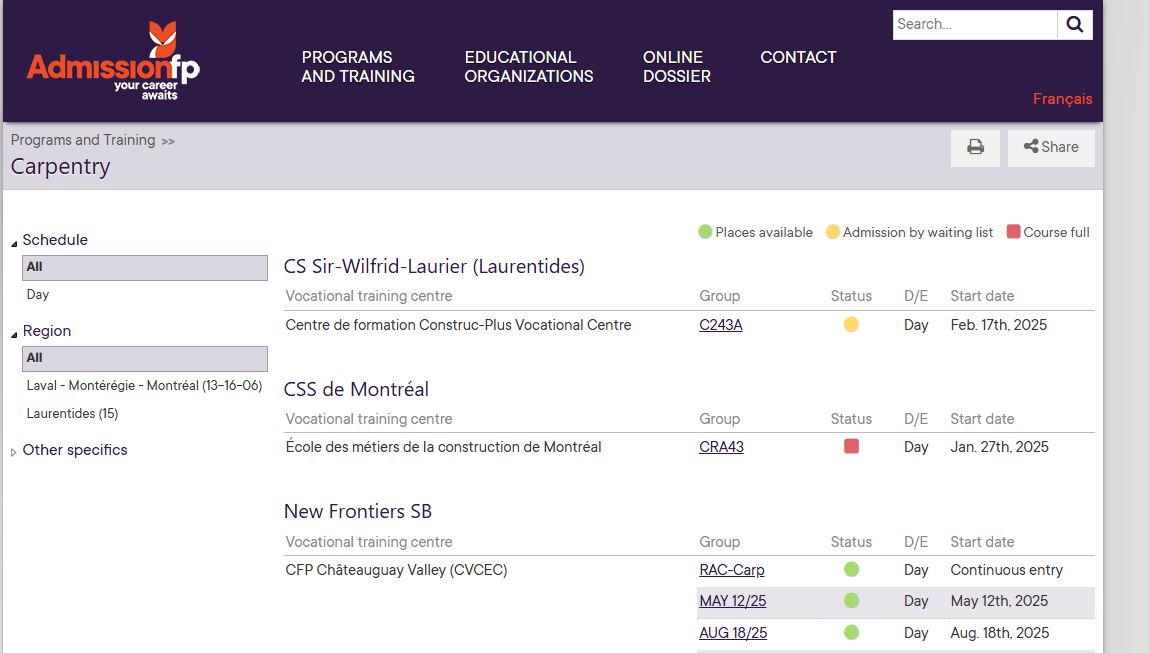 Admissionfp
your career
awaits
PROGRAMS
AND TRAINING
EDUCATIONAL
ORGANIZATIONS
ONLINE
DOSSIER
CONTACT
Search...
Français
Programs and Training >>
Carpentry
Share
Schedule
All
Day
Region
All
Laval - Montérégie - Montréal (13-16-06)
Laurentides (15)
Other specifics
Places available Admission by waiting list Course full
CS Sir-Wilfrid-Laurier (Laurentides)
Vocational training centre Group Status D/E Start date
Centre de formation Construc-Plus Vocational Centre C243A Day Feb. 17th, 2025
CSS de Montréal
Vocational training centre Group Status D/E Start date
École des métiers de la construction de Montréal CRA43 Day Jan. 27th, 2025
New Frontiers SB
Vocational training centre Group Status D/E Start date
CFP Châteauguay Valley (CVCEC) RAC-Carp Day Continuous entry
MAY 12/25 Day May 12th, 2025
AUG 18/25 Day Aug. 18th, 2025